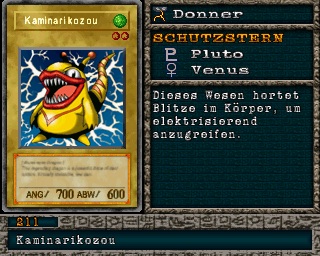 Kaminarikozou
ANG/ 700 ABW/ 600
Donner
SCHUTZSTERN
Pluto
Venus
Dieses Wesen hortet
Blitze im Körper, um
elektrisierend
anzugreifen.
211
Kaminarikozou